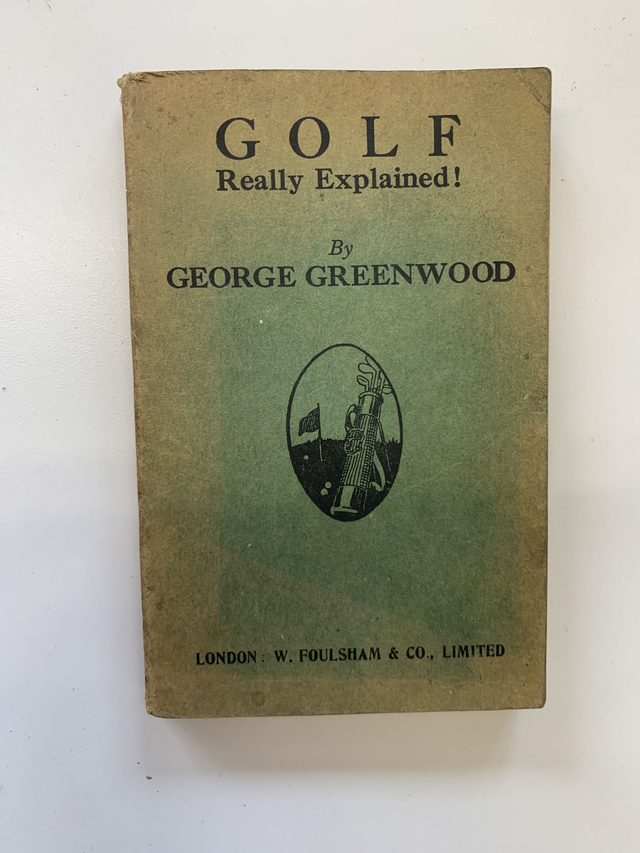 GOLF
Really Explained!
By
GEORGE GREENWOOD
LONDON: W. FOULSHAM & CO., LIMITED